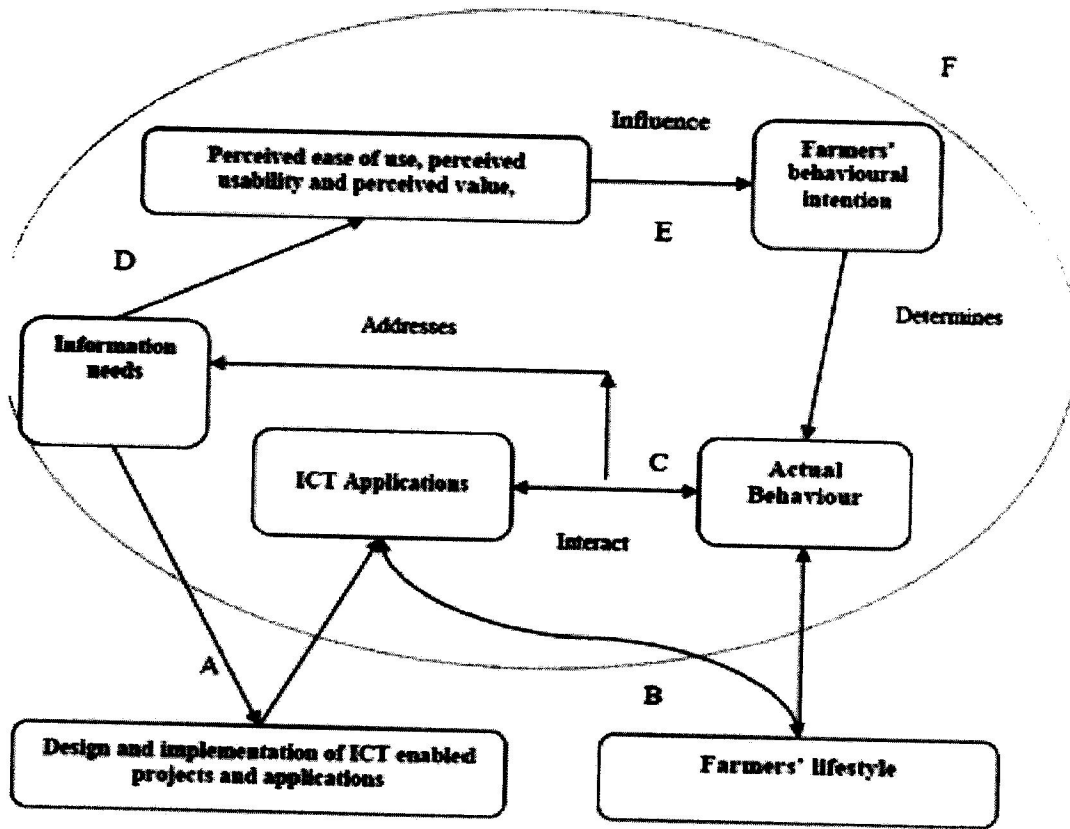 F
Influence
Perceived ease of use, perceived
usability and perceived value,
Farmers'
behavioural
intention
E
D
Addresses
Determines
Information
needs
C
ICT Applications
Actual
Behaviour
Interact
A
B
Design and implementation of ICT enabled
projects and applications
Farmers' lifestyle